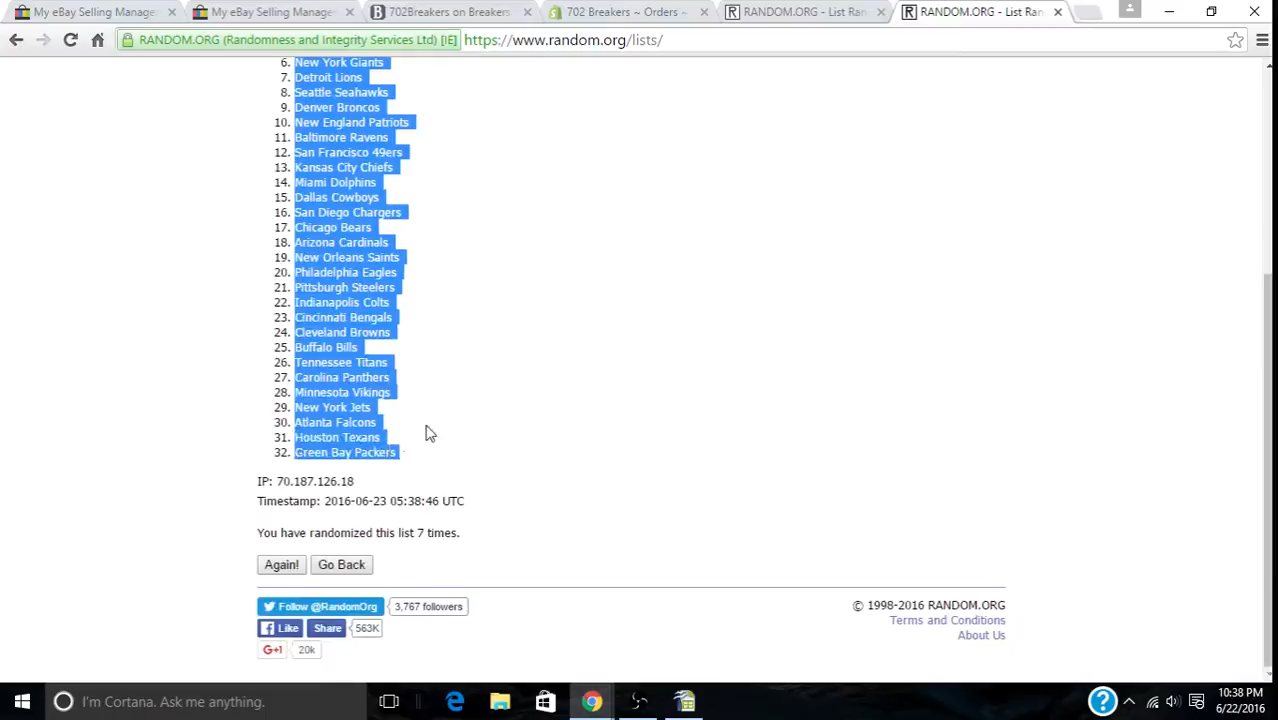 My eBay Selling Manage
My eBay Selling Manage
702Breakers on Breakers
702 Breakers ~ Orders ~
RANDOM.ORG - List Ran
RANDOM.ORG - List Ran
RANDOM.ORG (Randomness and Integrity Services Ltd) [IE] https://www.random.org/lists/
6. New York Giants
7. Detroit Lions
8. Seattle Seahawks
9. Denver Broncos
10. New England Patriots
11. Baltimore Ravens
12. San Francisco 49ers
13. Kansas City Chiefs
14. Miami Dolphins
15. Dallas Cowboys
16. San Diego Chargers
17. Chicago Bears
18. Arizona Cardinals
19. New Orleans Saints
20. Philadelphia Eagles
21. Pittsburgh Steelers
22. Indianapolis Colts
23. Cincinnati Bengals
24. Cleveland Browns
25. Buffalo Bills
26. Tennessee Titans
27. Carolina Panthers
28. Minnesota Vikings
29. New York Jets
30. Atlanta Falcons
31. Houston Texans
32. Green Bay Packers
IP: 70.187.126.18
Timestamp: 2016-06-23 05:38:46 UTC
You have randomized this list 7 times.
Again! Go Back
Follow @RandomOrg 3,767 followers
Like Share 563K
G+1 20k
© 1998-2016 RANDOM.ORG
Terms and Conditions
About Us
I'm Cortana. Ask me anything.
10:38 PM
6/22/2016